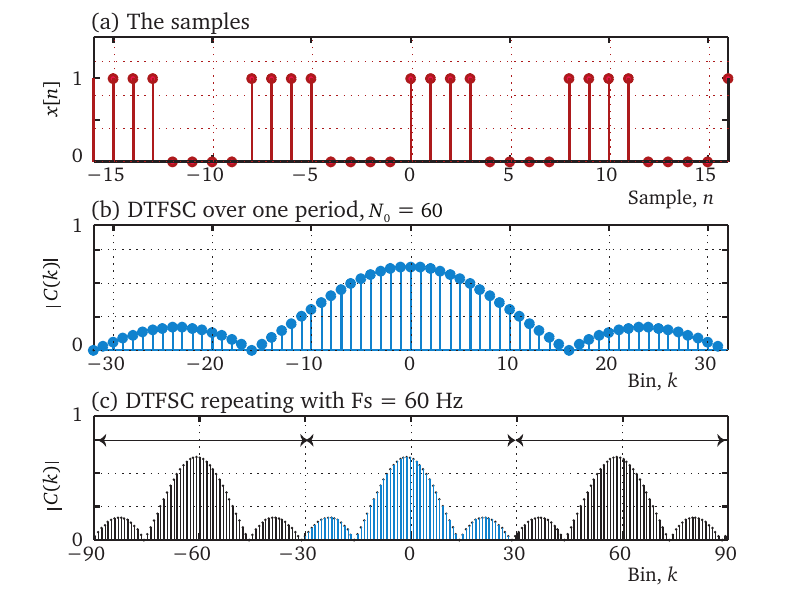 (a) The samples
x[n]
1
0
−15 −10 −5 0 5 10 15
Sample, n
(b) DTFSC over one period, N₀ = 60
|C(k)|
1
0
−30 −20 −10 0 10 20 30
Bin, k
(c) DTFSC repeating with Fs = 60 Hz
|C(k)|
1
0
−90 −60 −30 0 30 60 90
Bin, k